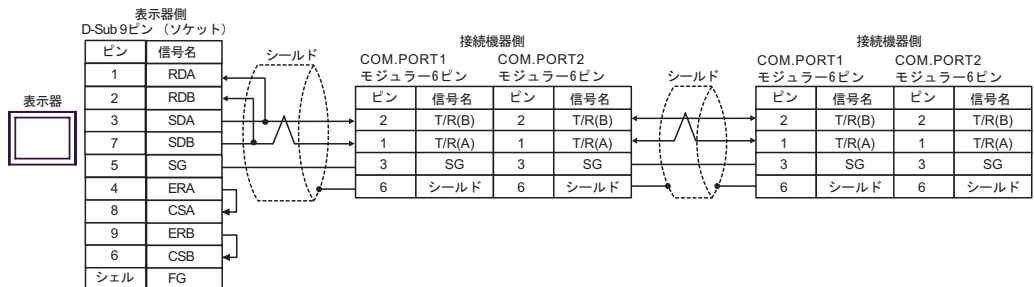 表示器側
D-Sub 9ピン （ソケット）
ピン 信号名
1 RDA
2 RDB
3 SDA
7 SDB
5 SG
4 ERA
8 CSA
9 ERB
6 CSB
シェル FG
表示器
シールド
接続機器側
COM.PORT1 COM.PORT2
モジュラー6ピン モジュラー6ピン
ピン 信号名 ピン 信号名
2 T/R(B) 2 T/R(B)
1 T/R(A) 1 T/R(A)
3 SG 3 SG
6 シールド 6 シールド
シールド
接続機器側
COM.PORT1 COM.PORT2
モジュラー6ピン モジュラー6ピン
ピン 信号名 ピン 信号名
2 T/R(B) 2 T/R(B)
1 T/R(A) 1 T/R(A)
3 SG 3 SG
6 シールド 6 シールド